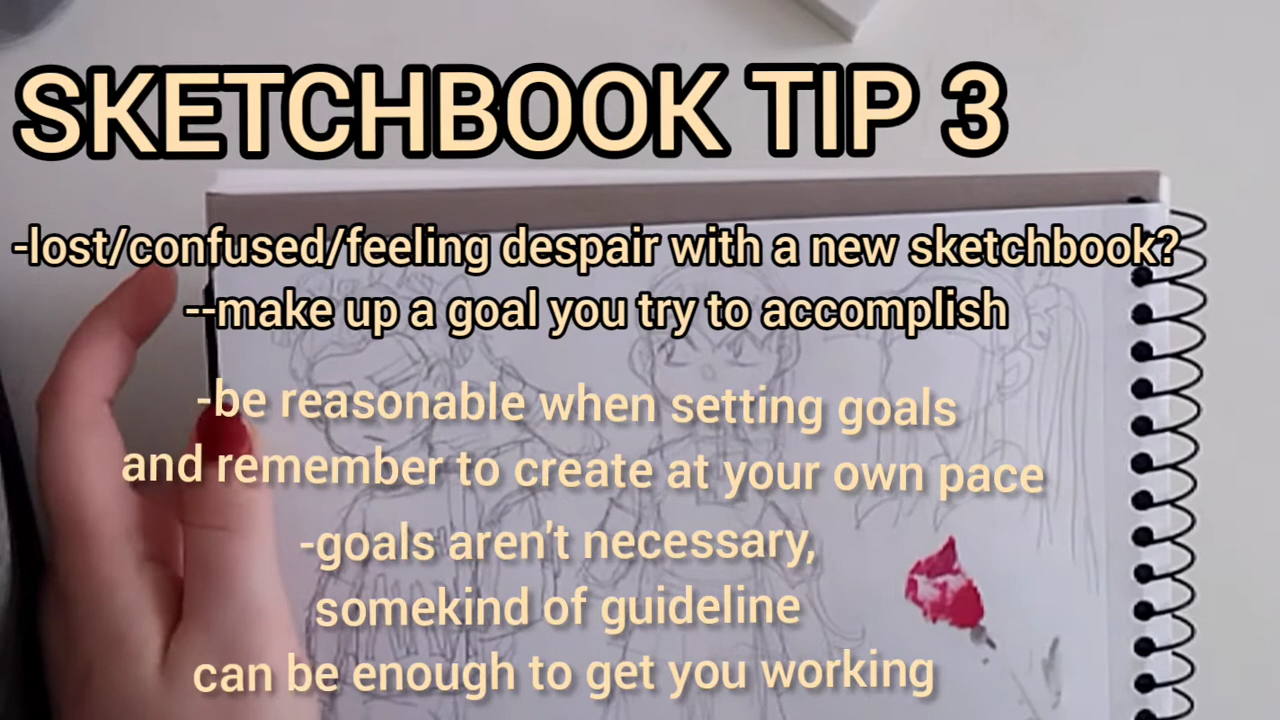 SKETCHBOOK TIP 3
-lost/confused/feeling despair with a new sketchbook?
--make up a goal you try to accomplish
-be reasonable when setting goals
and remember to create at your own pace
-goals aren't necessary,
somekind of guideline
can be enough to get you working